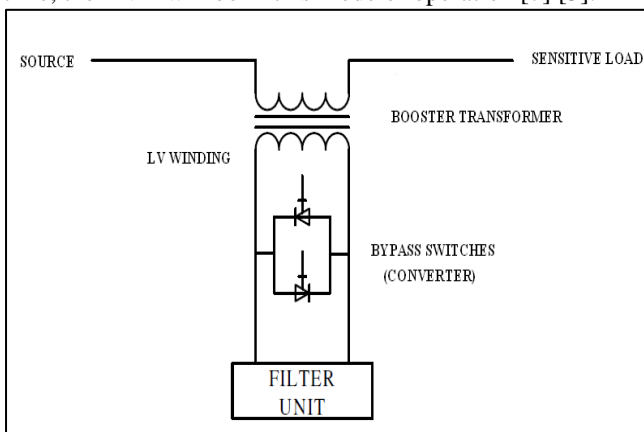 SOURCE
SENSITIVE LOAD
BOOSTER TRANSFORMER
LV WINDING
BYPASS SWITCHES
(CONVERTER)
FILTER
UNIT